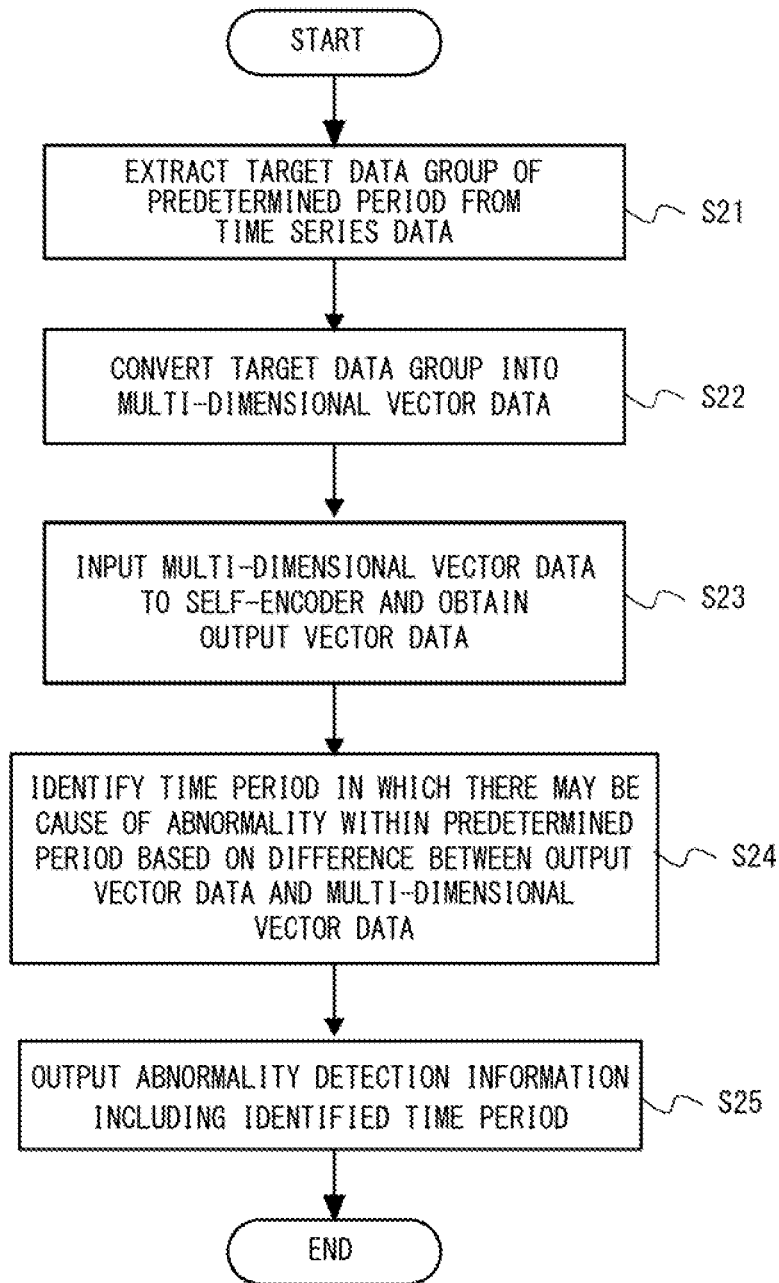 START
EXTRACT TARGET DATA GROUP OF
PREDETERMINED PERIOD FROM
TIME SERIES DATA
S21
CONVERT TARGET DATA GROUP INTO
MULTI-DIMENSIONAL VECTOR DATA
S22
INPUT MULTI-DIMENSIONAL VECTOR DATA
TO SELF-ENCODER AND OBTAIN
OUTPUT VECTOR DATA
S23
IDENTIFY TIME PERIOD IN WHICH THERE MAY BE
CAUSE OF ABNORMALITY WITHIN PREDETERMINED
PERIOD BASED ON DIFFERENCE BETWEEN OUTPUT
VECTOR DATA AND MULTI-DIMENSIONAL
VECTOR DATA
S24
OUTPUT ABNORMALITY DETECTION INFORMATION
INCLUDING IDENTIFIED TIME PERIOD
S25
END